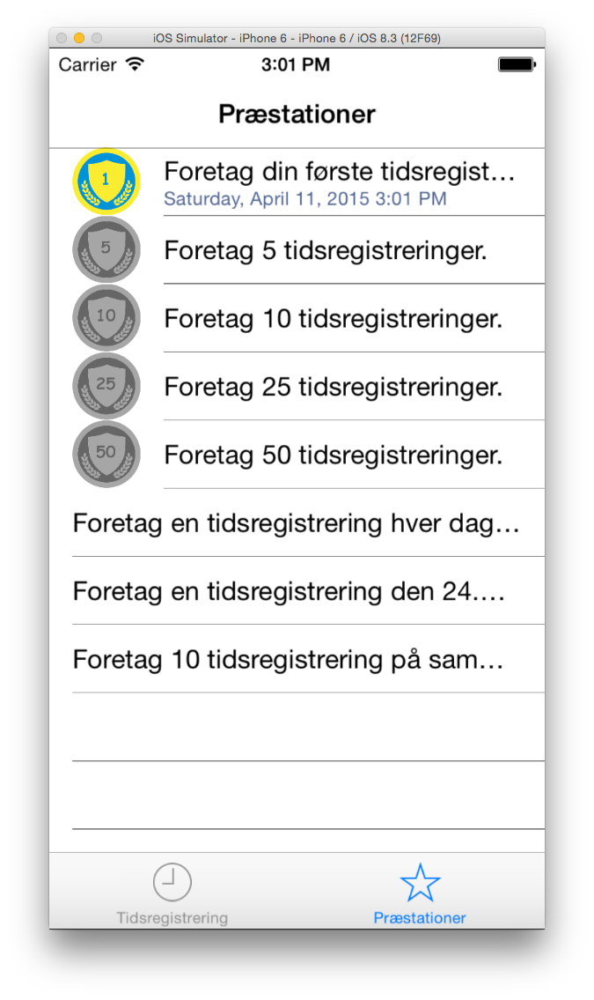 iOS Simulator - iPhone 6 - iPhone 6 / iOS 8.3 (12F69)
Carrier 3:01 PM
Præstationer
1 Foretag din første tidsregist…
Saturday, April 11, 2015 3:01 PM
5 Foretag 5 tidsregistreringer.
10 Foretag 10 tidsregistreringer.
25 Foretag 25 tidsregistreringer.
50 Foretag 50 tidsregistreringer.
Foretag en tidsregistrering hver dag…
Foretag en tidsregistrering den 24.…
Foretag 10 tidsregistrering på sam…
Tidsregistrering Præstationer